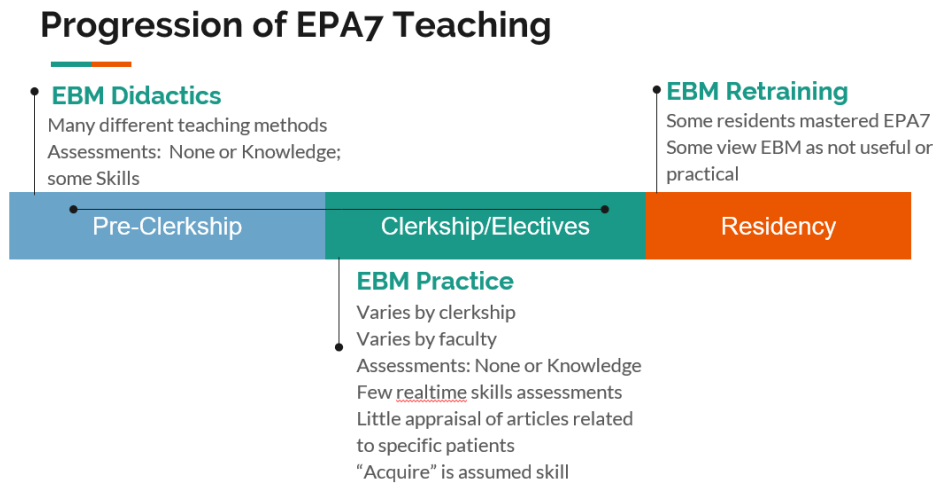 Progression of EPA7 Teaching
EBM Didactics
Many different teaching methods
Assessments:  None or Knowledge;
some Skills
EBM Retraining
Some residents mastered EPA7
Some view EBM as not useful or
practical
Pre-Clerkship
Clerkship/Electives
Residency
EBM Practice
Varies by clerkship
Varies by faculty
Assessments: None or Knowledge
Few realtime skills assessments
Little appraisal of articles related
to specific patients
“Acquire” is assumed skill